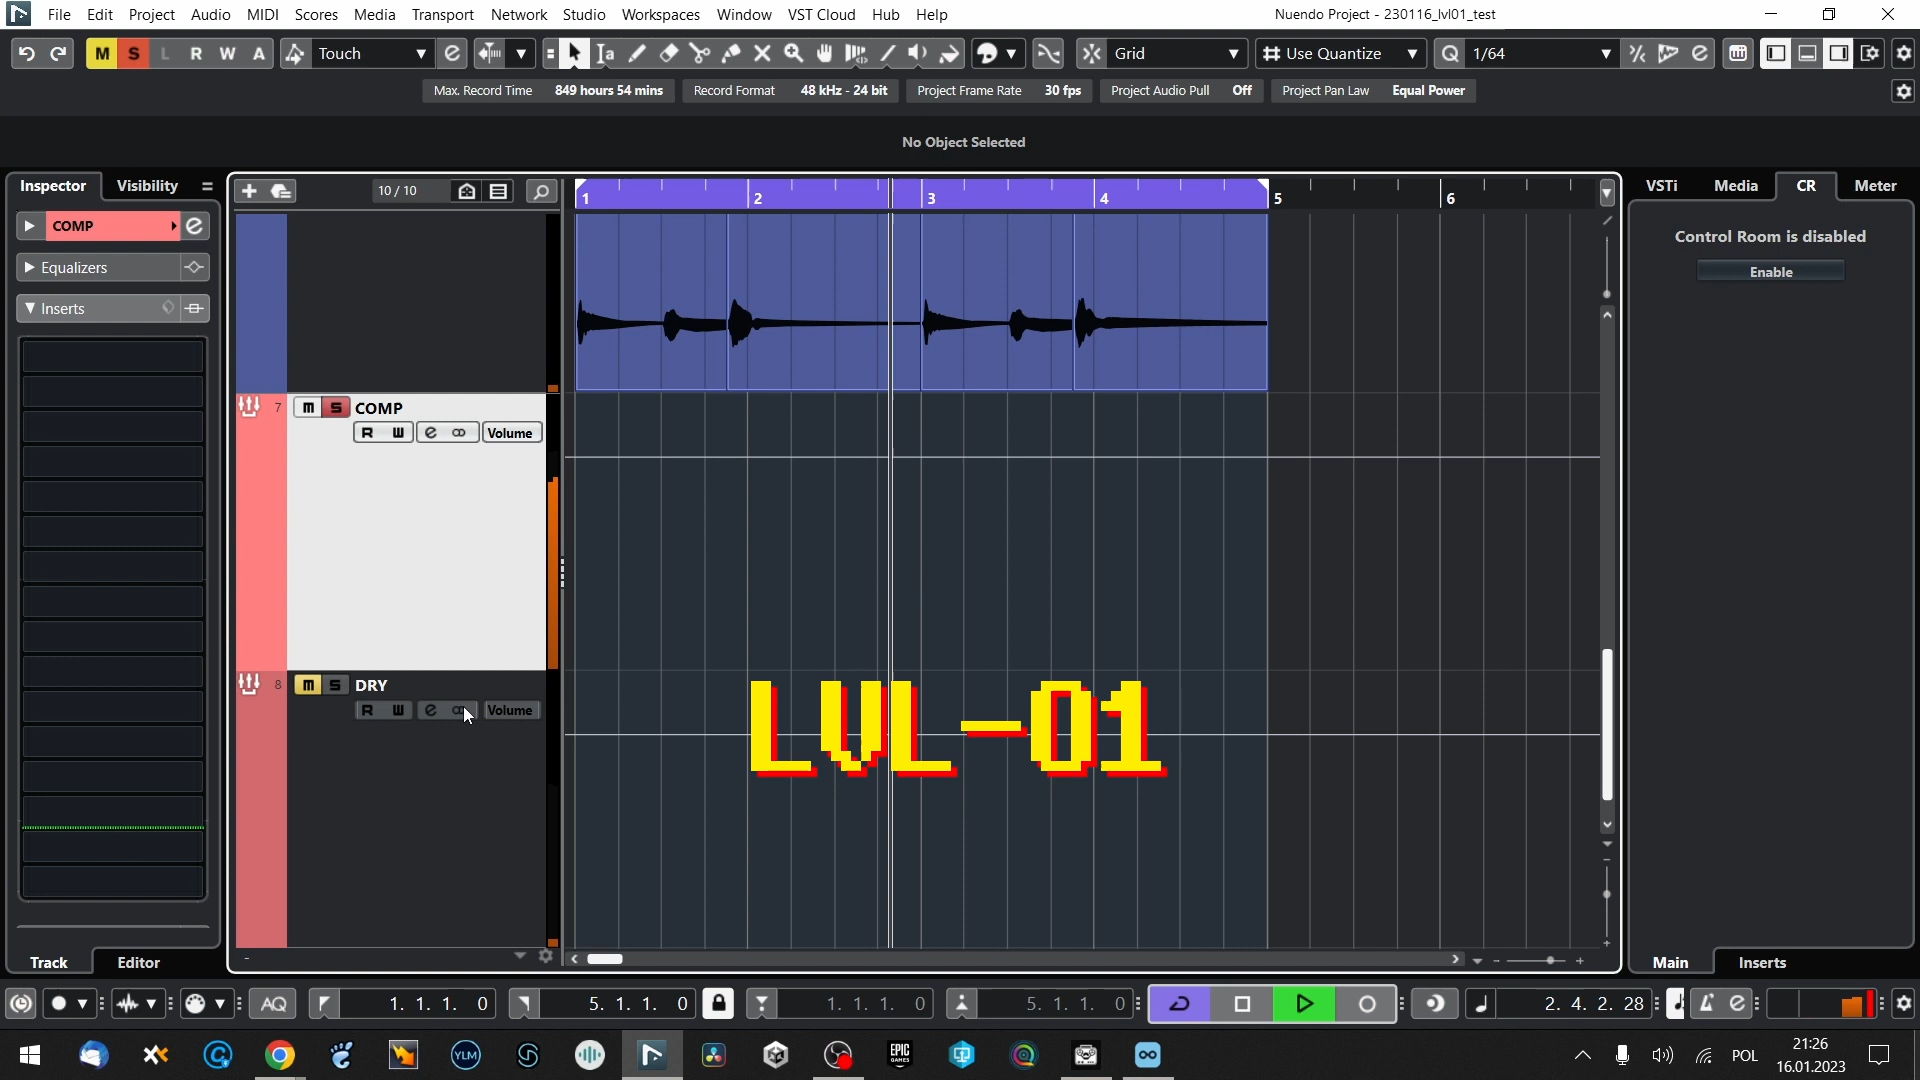 File Edit Project Audio MIDI Scores Media Transport Network Studio Workspaces Window VST Cloud Hub Help
Nuendo Project - 230116_lvl01_test
M S L R W A Touch Grid Use Quantize Q 1/64
Max. Record Time 849 hours 54 mins Record Format 48 kHz - 24 bit Project Frame Rate 30 fps Project Audio Pull Off Project Pan Law Equal Power
No Object Selected
Inspector Visibility
10 / 10
1 2 3 4 5 6
VSTi Media CR Meter
COMP
Control Room is disabled
Equalizers
Enable
Inserts
7 m s COMP
R W e Volume
8 m s DRY
R W e Volume
LVL-01
Track Editor
Main Inserts
AQ 1. 1. 1. 0 5. 1. 1. 0 1. 1. 1. 0 5. 1. 1. 0 2. 4. 2. 28
YLM
EPIC
GAMES
POL
21:26
16.01.2023